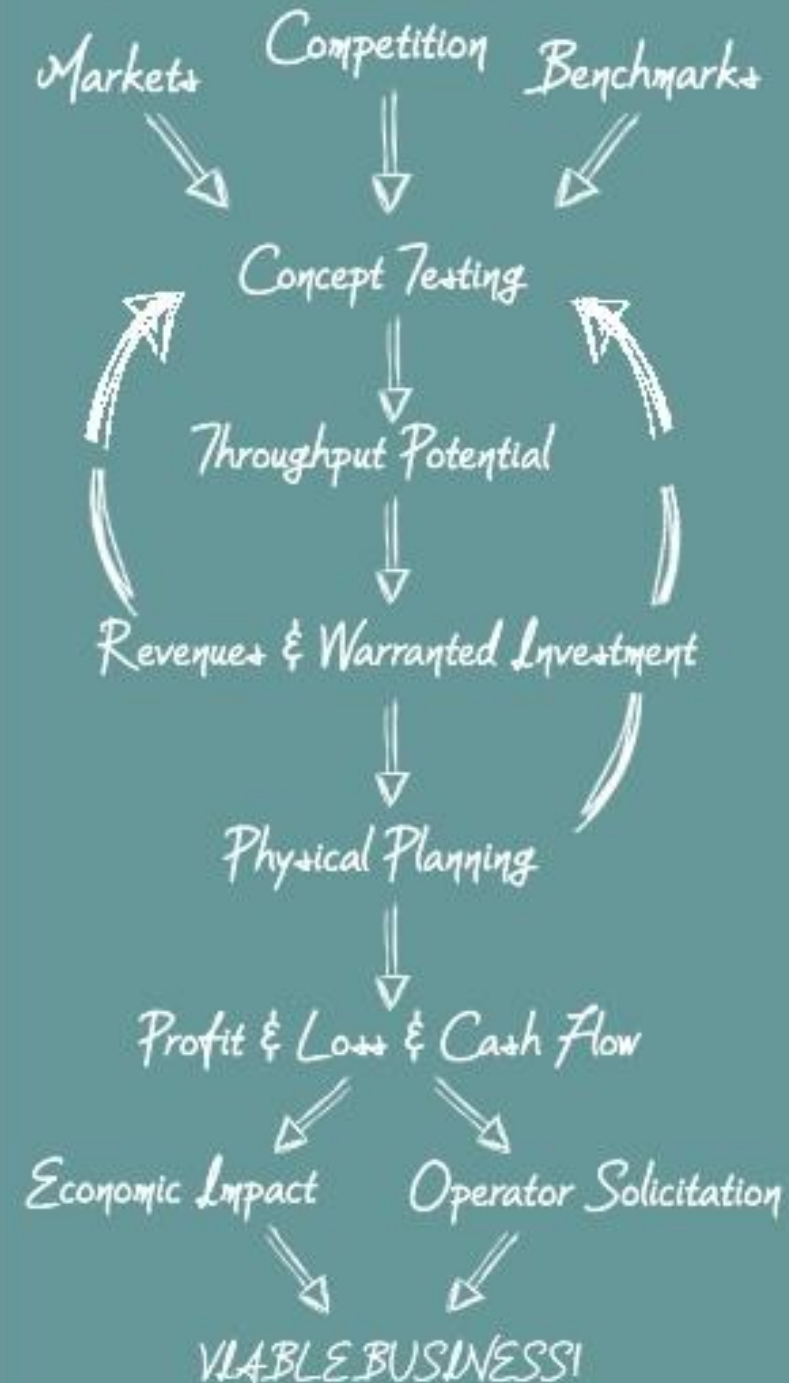 Markets Competition Benchmarks
Concept Testing
Throughput Potential
Revenues & Warranted Investment
Physical Planning
Profit & Loss & Cash Flow
Economic Impact Operator Solicitation
VIABLE BUSINESS!